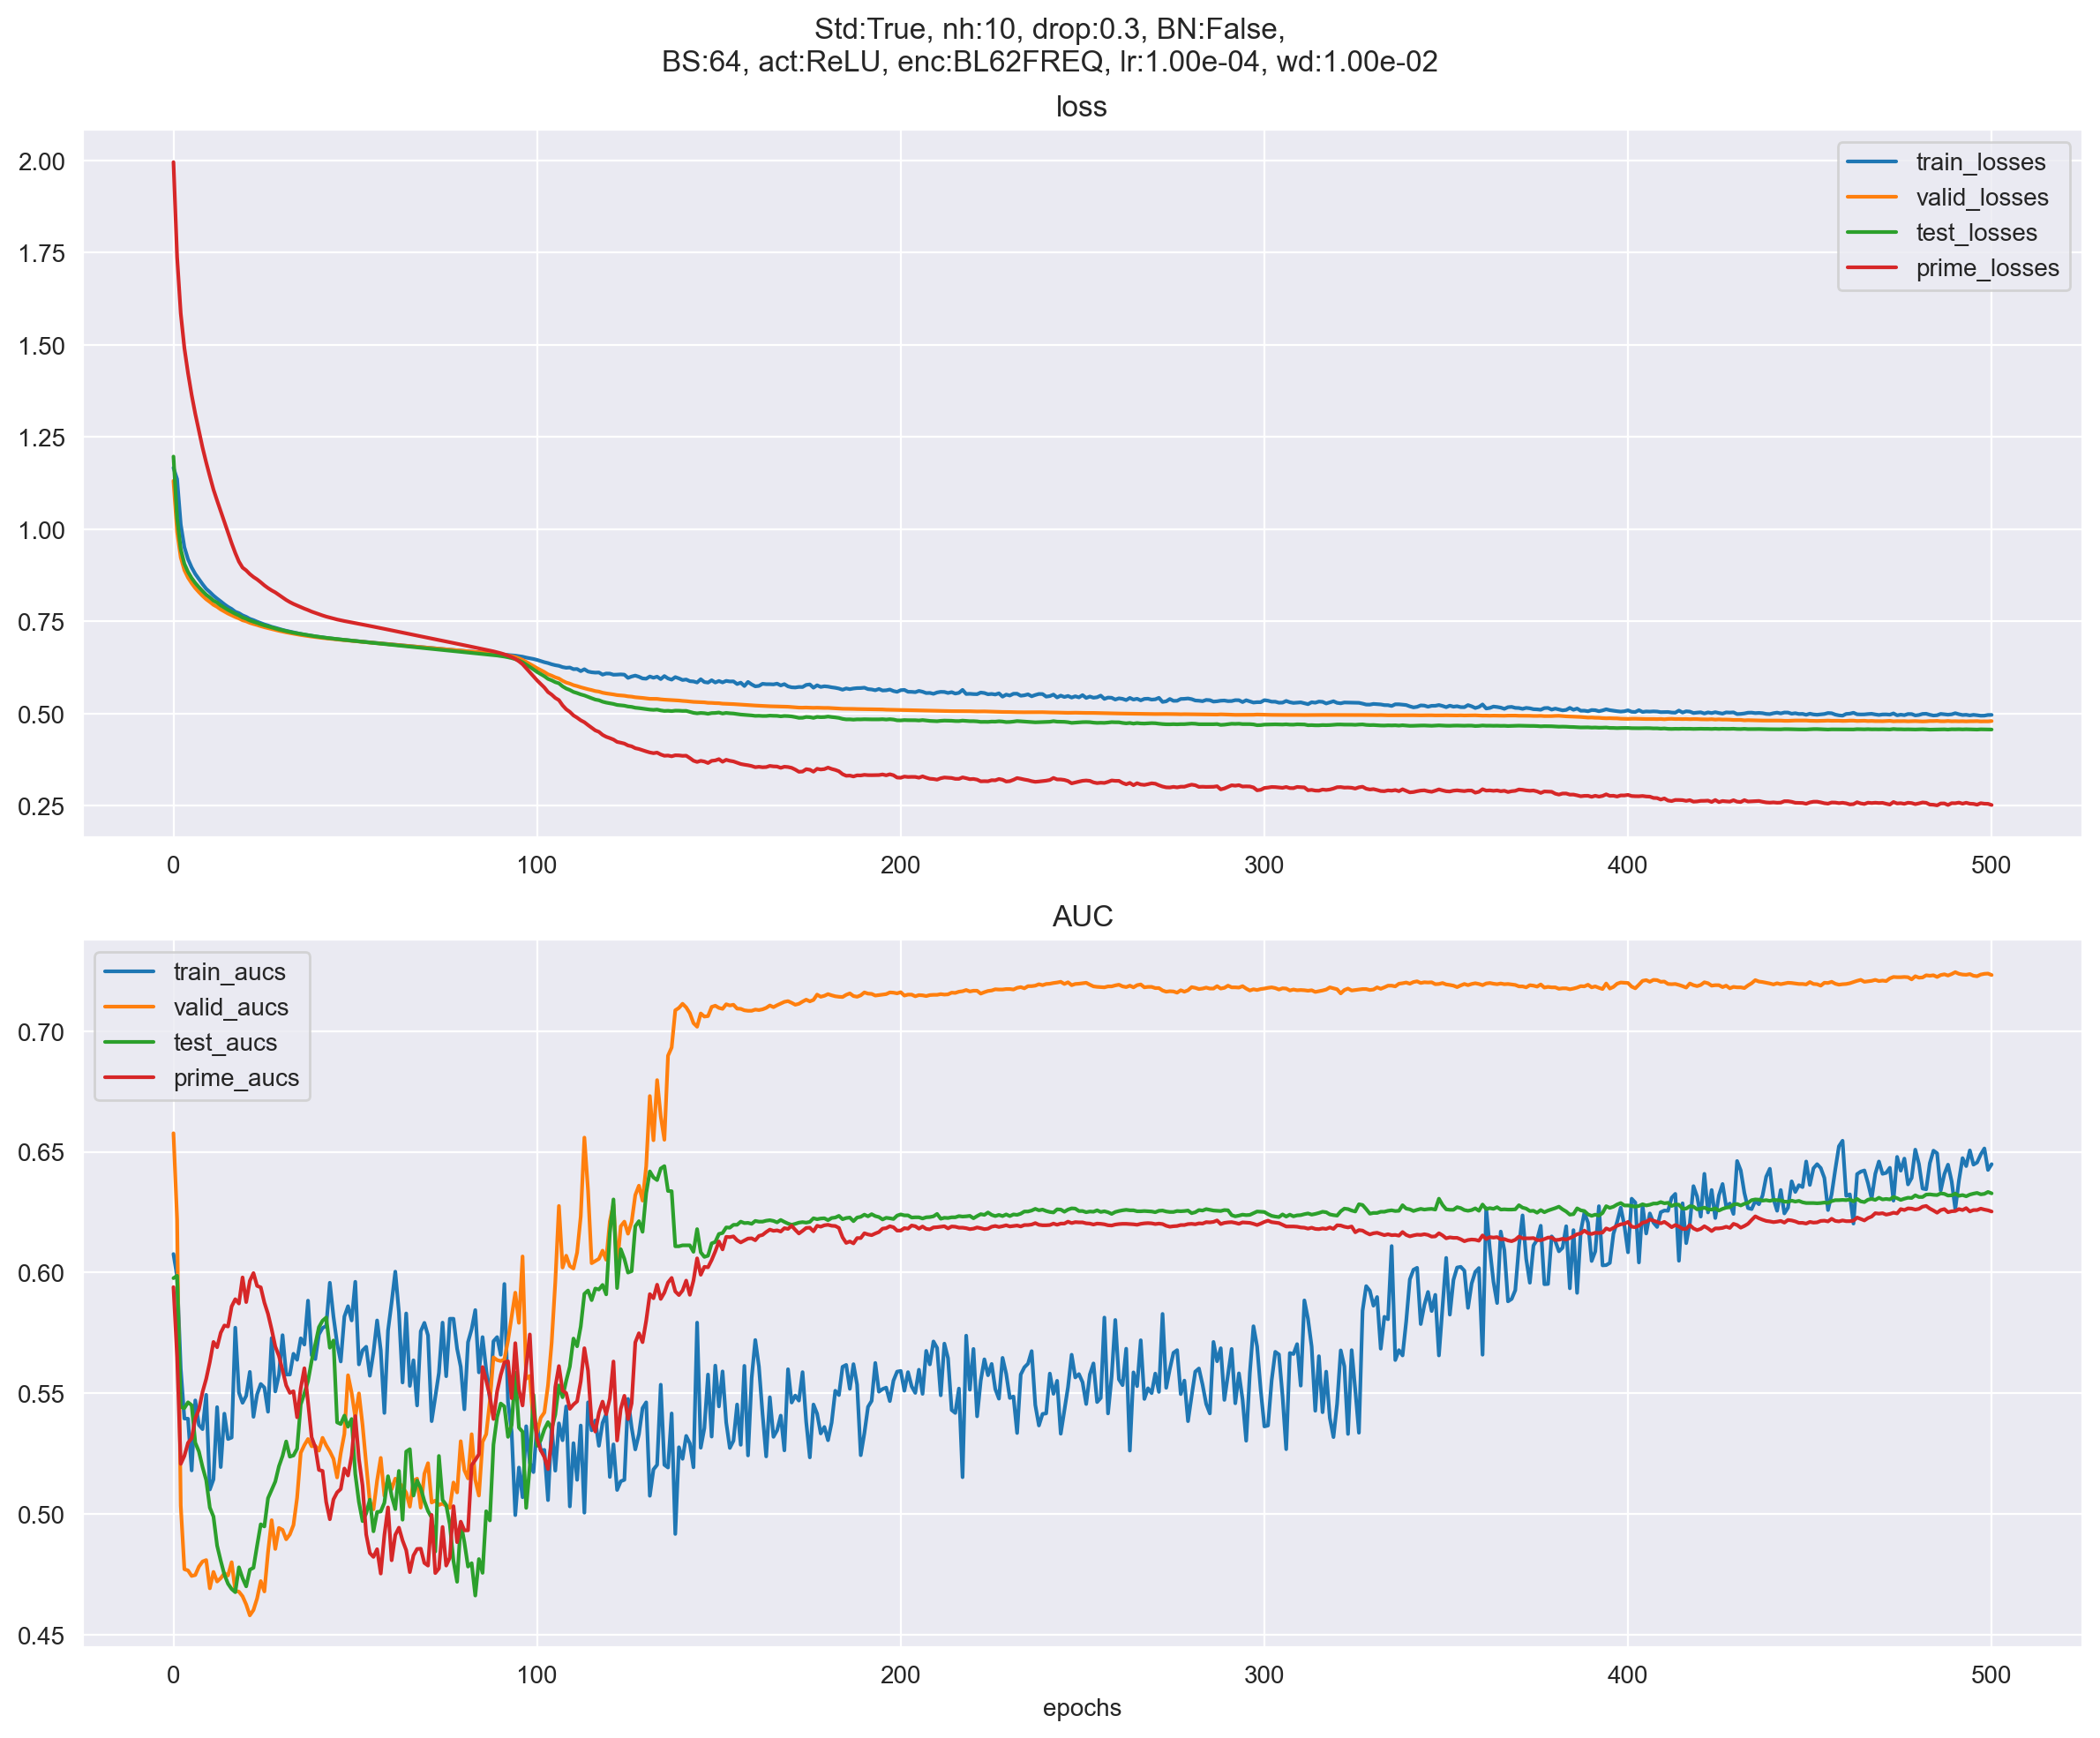 Std:True, nh:10, drop:0.3, BN:False,
BS:64, act:ReLU, enc:BL62FREQ, lr:1.00e-04, wd:1.00e-02
loss
2.00
1.75
1.50
1.25
1.00
0.75
0.50
0.25
train_losses
valid_losses
test_losses
prime_losses
0 100 200 300 400 500
AUC
train_aucs
valid_aucs
test_aucs
prime_aucs
0.70
0.65
0.60
0.55
0.50
0.45
0 100 200 300 400 500
epochs